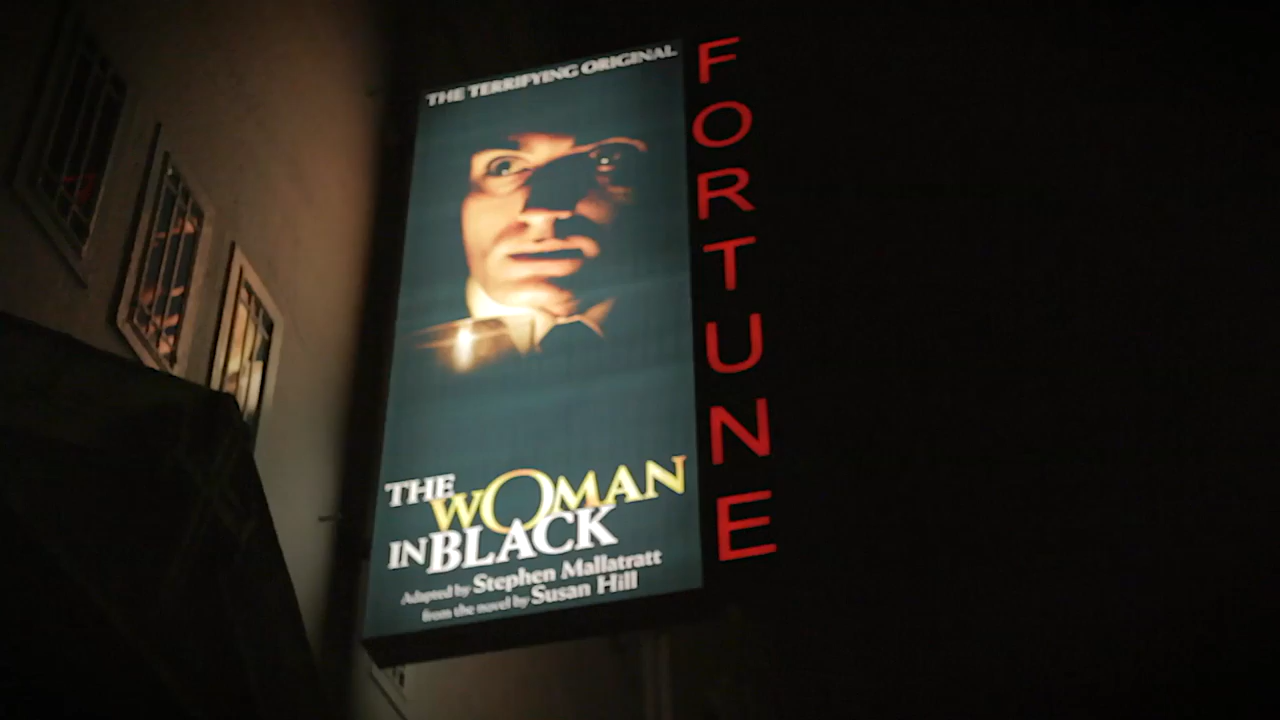 THE TERRIFYING ORIGINAL
THE WOMAN
IN BLACK
Adapted by Stephen Mallatratt
from the novel by Susan Hill
FORTUNE